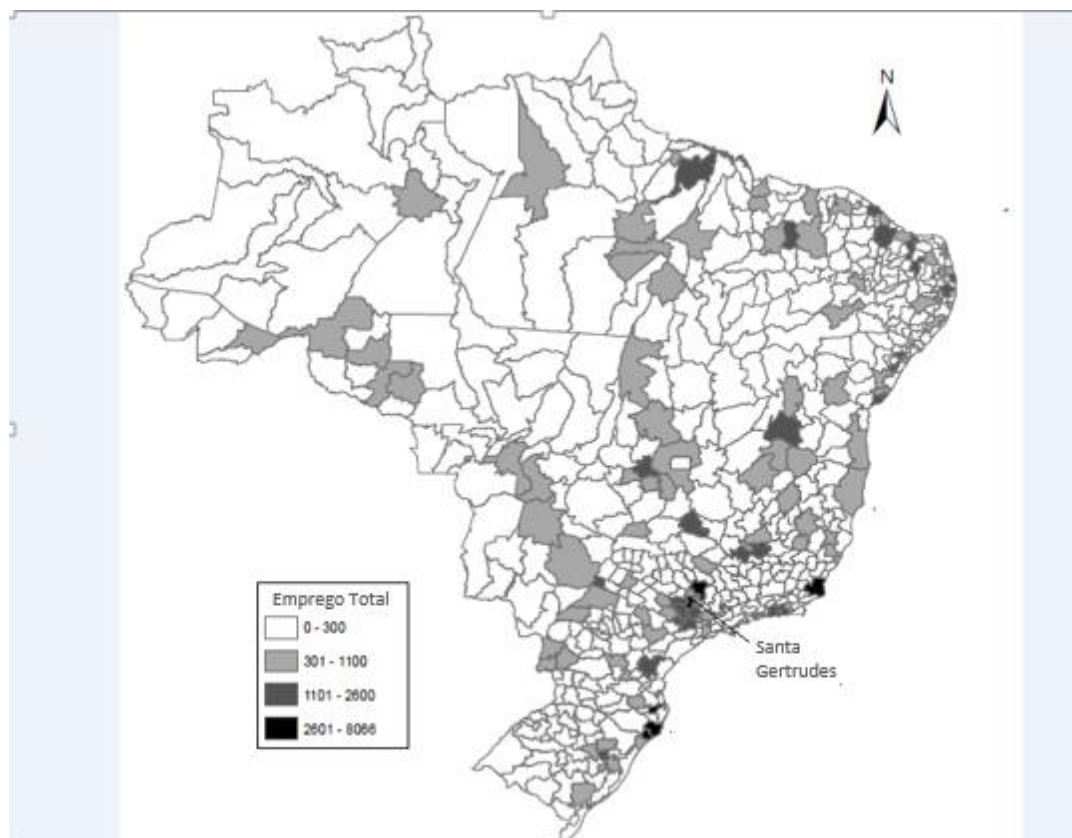 N
Emprego Total
0 - 300
301 - 1100
1101 - 2600
2601 - 8066
Santa
Gertrudes